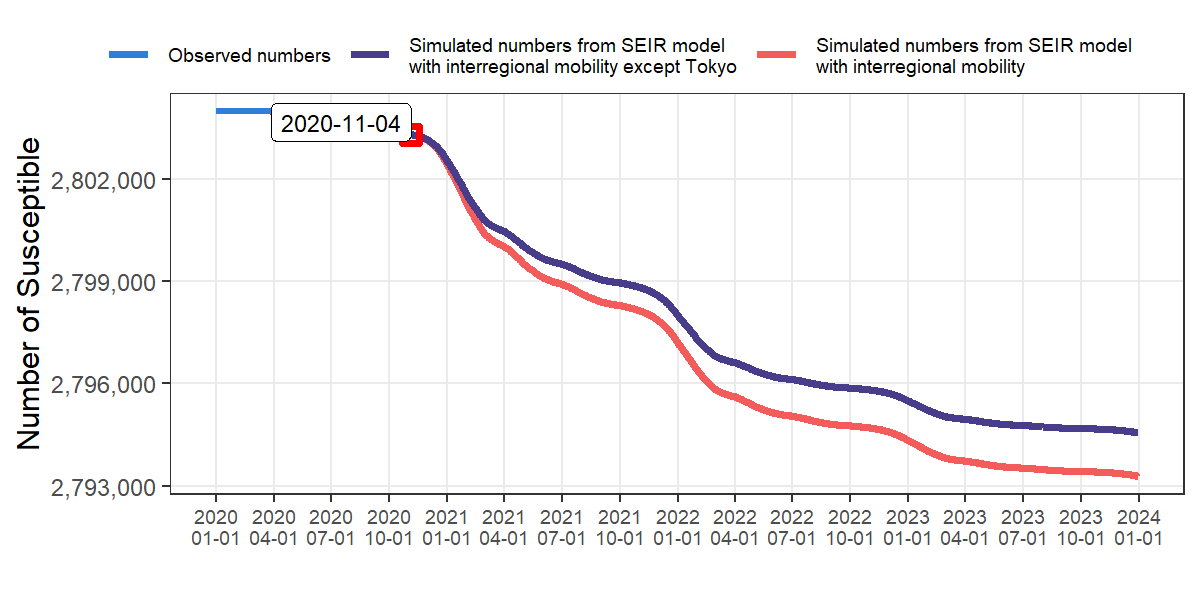 Observed numbers
Simulated numbers from SEIR model
with interregional mobility except Tokyo
Simulated numbers from SEIR model
with interregional mobility
2020-11-04
Number of Susceptible
2,802,000
2,799,000
2,796,000
2,793,000
2020 2020 2020 2020 2021 2021 2021 2021 2022 2022 2022 2022 2023 2023 2023 2023 2024
01-01 04-01 07-01 10-01 01-01 04-01 07-01 10-01 01-01 04-01 07-01 10-01 01-01 04-01 07-01 10-01 01-01